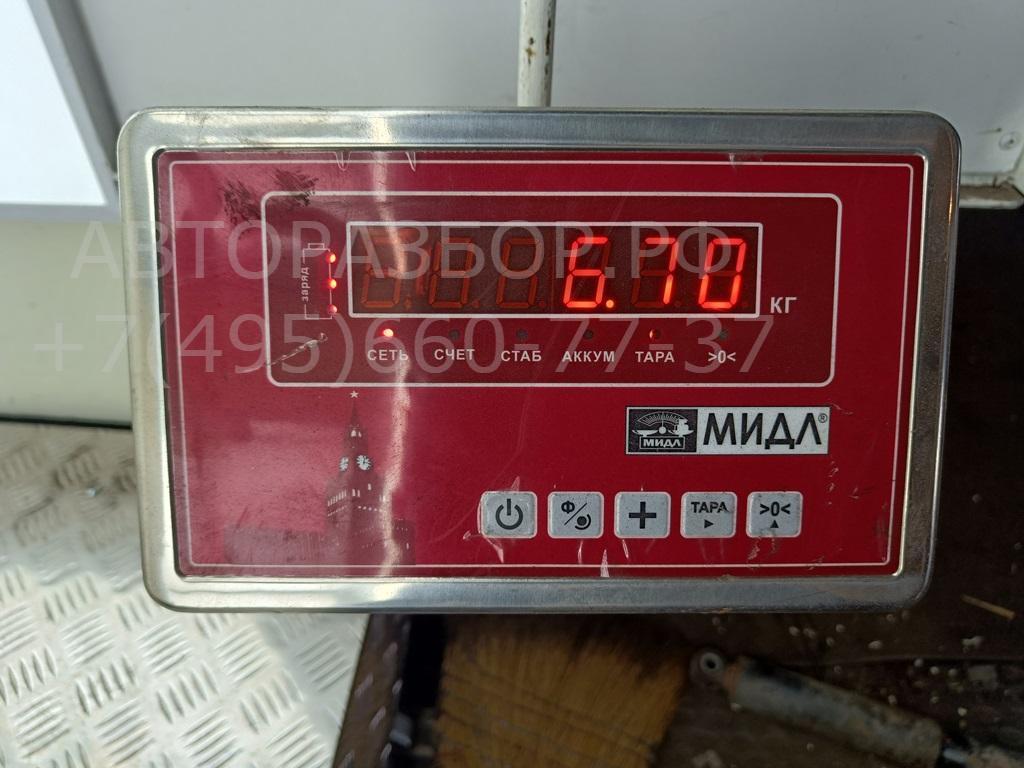 АВТОРАЗБОР.РФ
6.70
заряд
КГ
+7(495)660-77-37
СЕТЬ СЧЕТ СТАБ АККУМ ТАРА >0<
МИДЛ МИДЛ®
Ф + ТАРА >0<